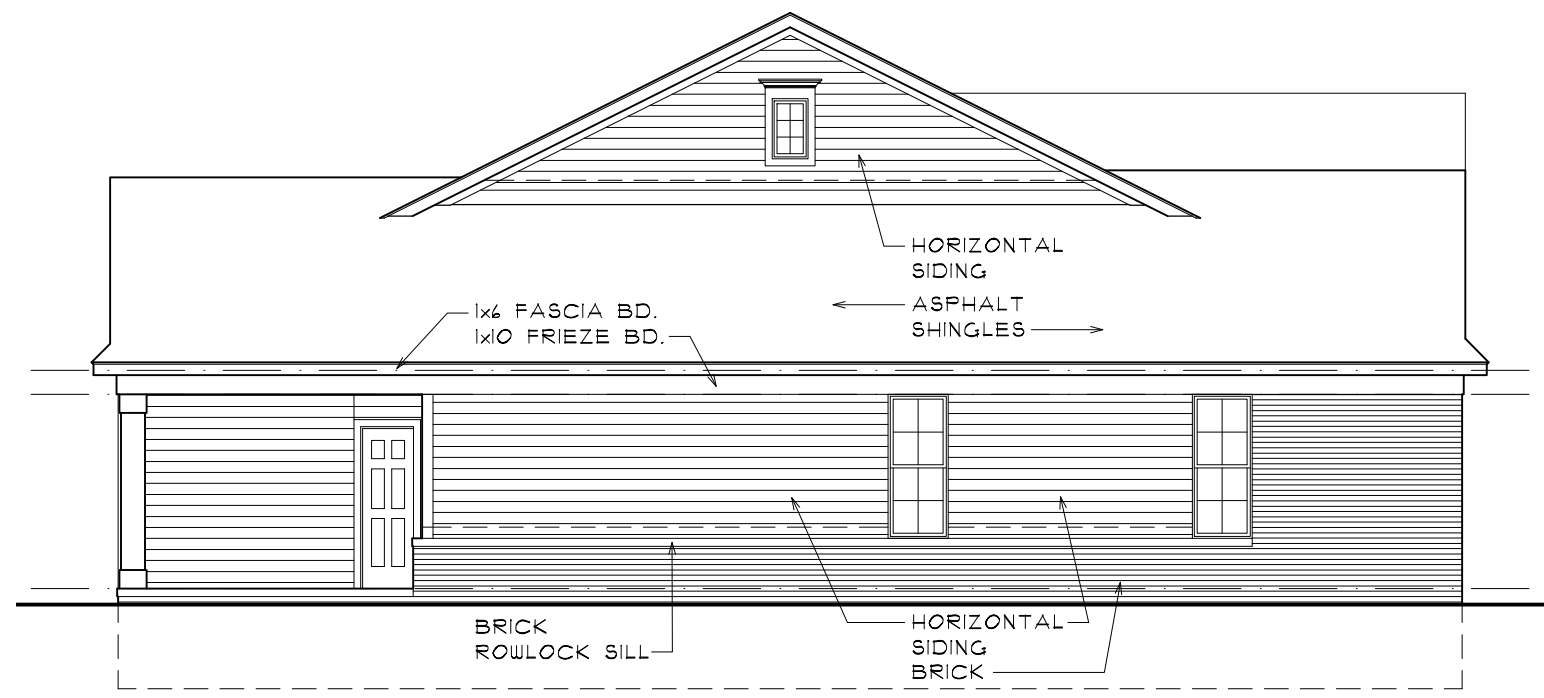 HORIZONTAL
SIDING
1x6 FASCIA BD.
1x10 FRIEZE BD.
ASPHALT
SHINGLES
BRICK
ROWLOCK SILL
HORIZONTAL
SIDING
BRICK